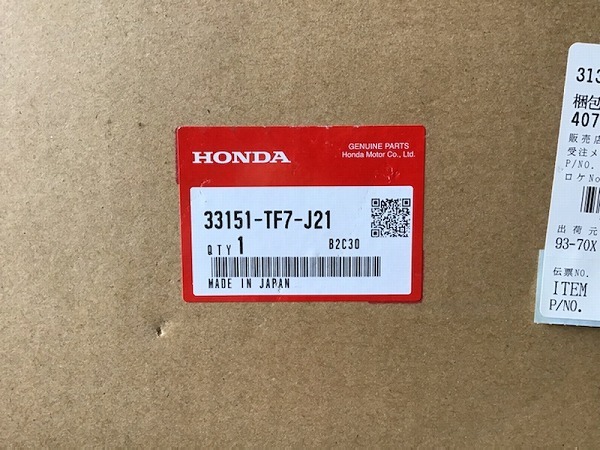 HONDA
GENUINE PARTS
Honda Motor Co., Ltd.
33151-TF7-J21
QTY 1
B2C30
MADE IN JAPAN
313
梱包
407
販売店
受注メ
P/NO.
ロケNo
出荷元
93-70X
伝票NO.
ITEM
P/NO.